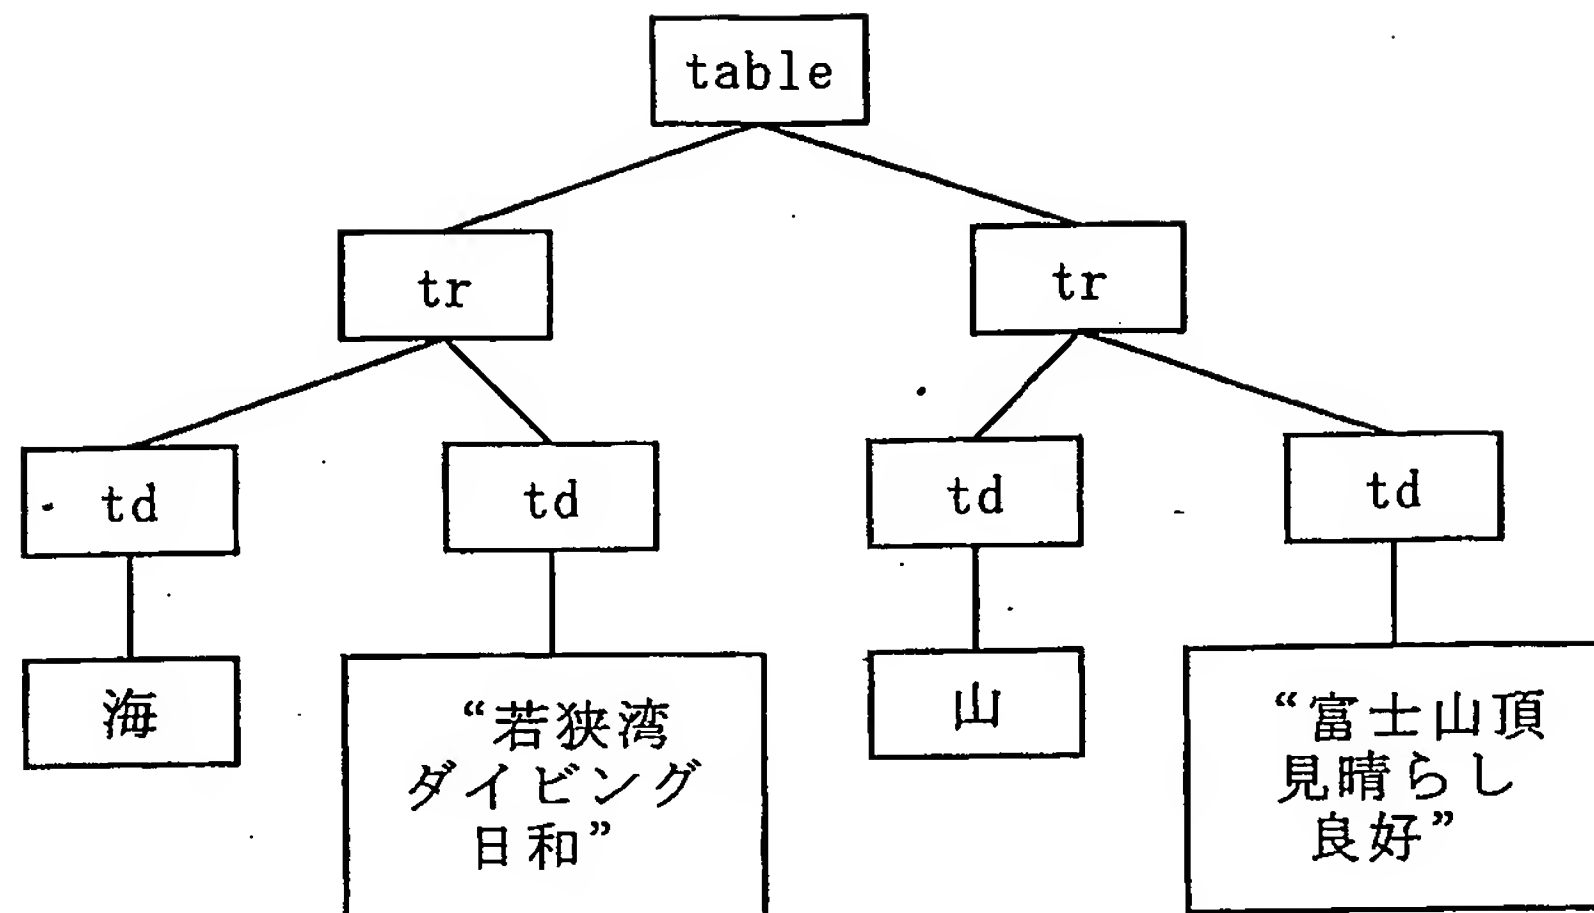 table
tr
tr
td
td
td
td
海
“若狭湾
ダイビング
日和”
山
“富士山頂
見晴らし
良好”